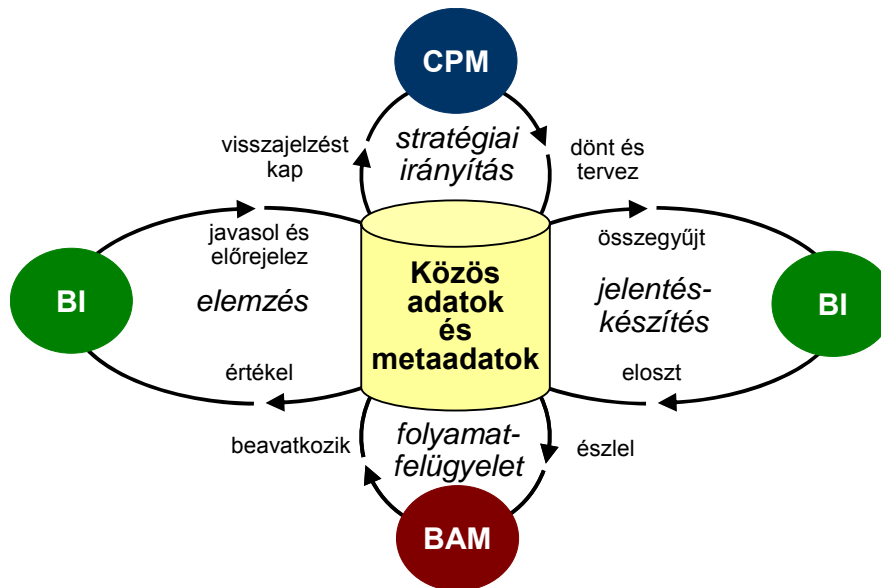 CPM
stratégiai
irányítás
visszajelzést
kap
dönt és
tervez
javasol és
előrejelez
összegyűjt
BI
elemzés
Közös
adatok
és
metaadatok
jelentés-
készítés
BI
értékel
eloszt
beavatkozik
folyamat-
felügyelet
észlel
BAM